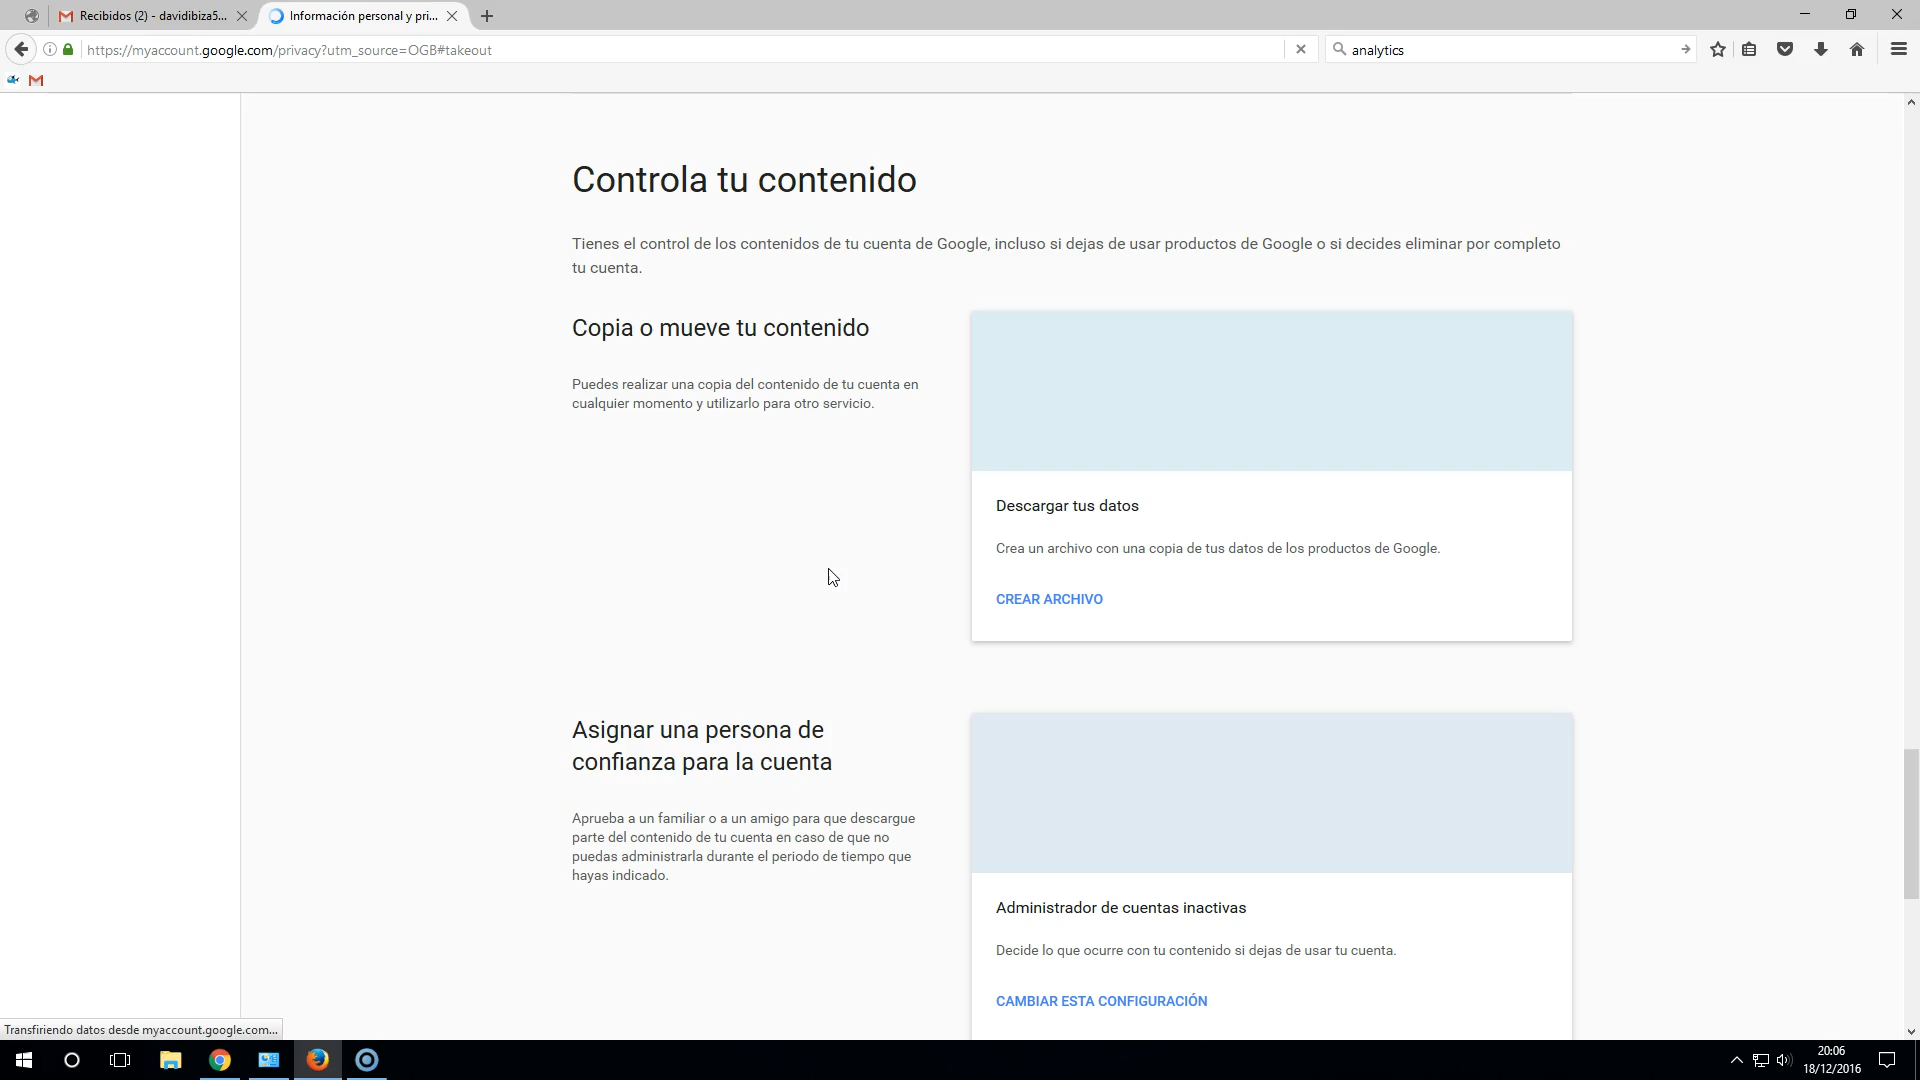 Recibidos (2) - davidibiza5...
Información personal y pri...
https://myaccount.google.com/privacy?utm_source=OGB#takeout
analytics
Controla tu contenido
Tienes el control de los contenidos de tu cuenta de Google, incluso si dejas de usar productos de Google o si decides eliminar por completo
tu cuenta.
Copia o mueve tu contenido
Puedes realizar una copia del contenido de tu cuenta en
cualquier momento y utilizarlo para otro servicio.
Descargar tus datos
Crea un archivo con una copia de tus datos de los productos de Google.
CREAR ARCHIVO
Asignar una persona de
confianza para la cuenta
Aprueba a un familiar o a un amigo para que descargue
parte del contenido de tu cuenta en caso de que no
puedas administrarla durante el periodo de tiempo que
hayas indicado.
Administrador de cuentas inactivas
Decide lo que ocurre con tu contenido si dejas de usar tu cuenta.
CAMBIAR ESTA CONFIGURACIÓN
Transfiriendo datos desde myaccount.google.com...
20:06
18/12/2016